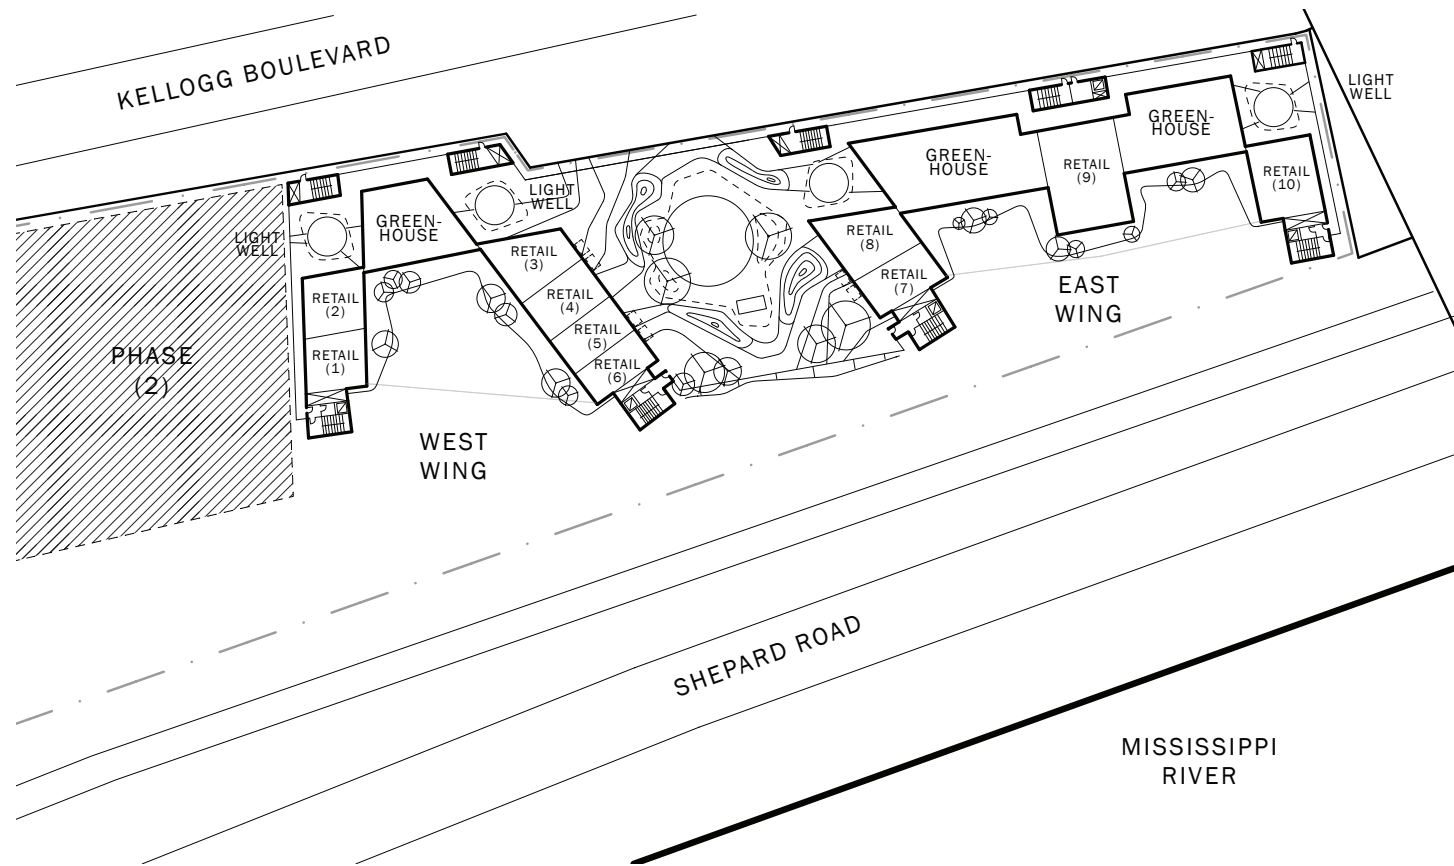 KELLOGG BOULEVARD
LIGHT
WELL
GREEN-
HOUSE
GREEN-
HOUSE
RETAIL
(9)
RETAIL
(10)
LIGHT
WELL
GREEN-
HOUSE
LIGHT
WELL
RETAIL
(3)
RETAIL
(8)
RETAIL
(7)
RETAIL
(2)
RETAIL
(4)
RETAIL
(5)
RETAIL
(1)
RETAIL
(6)
EAST
WING
PHASE
(2)
WEST
WING
SHEPARD ROAD
MISSISSIPPI
RIVER